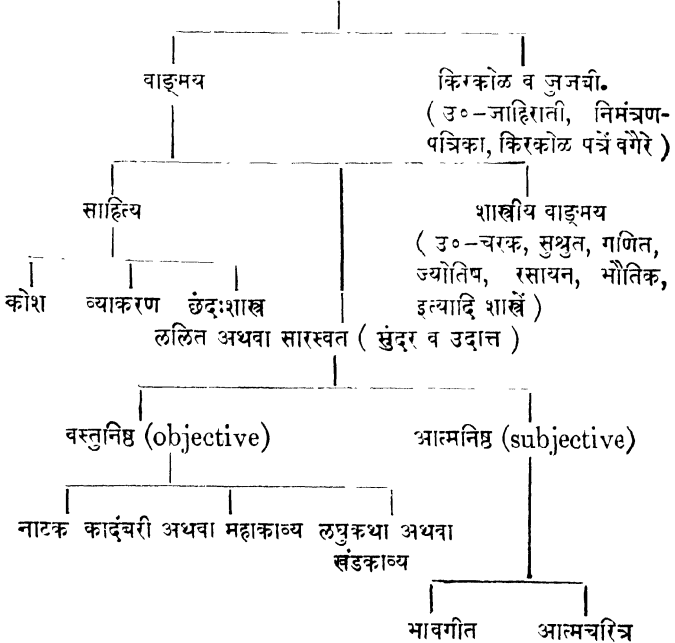 वाङ्मय
किरकोळ व जुजबी.
( उ०–जाहिराती, निमंत्रण-
पत्रिका, किरकोळ पत्रें वगैरे )
साहित्य
शास्त्रीय वाङ्मय
( उ०–चरक, सुश्रुत, गणित,
ज्योतिष, रसायन, भौतिक,
इत्यादि शास्त्रें )
कोश व्याकरण छंदःशास्त्र
ललित अथवा सारस्वत ( सुंदर व उदात्त )
वस्तुनिष्ठ (objective)
आत्मनिष्ठ (subjective)
नाटक कादंबरी अथवा महाकाव्य लघुकथा अथवा
खंडकाव्य
भावगीत
आत्मचरित्र